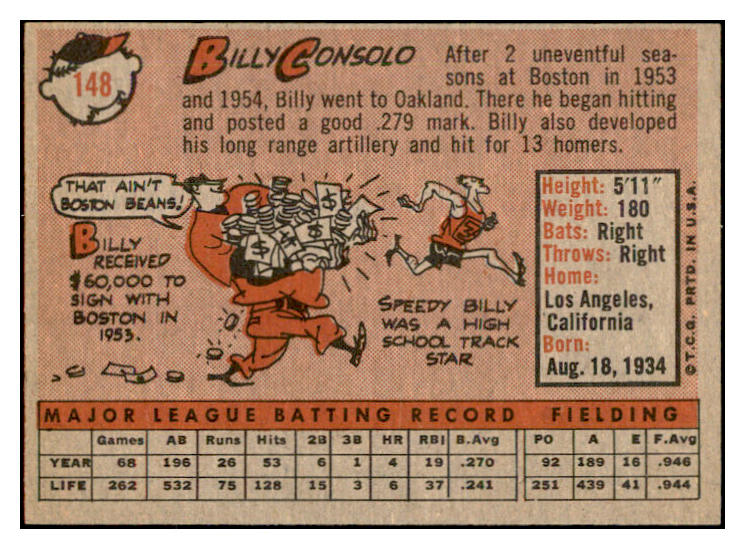 148
BILLY CONSOLO
After 2 uneventful sea-
sons at Boston in 1953
and 1954, Billy went to Oakland. There he began hitting
and posted a good .279 mark. Billy also developed
his long range artillery and hit for 13 homers.
THAT AIN'T
BOSTON BEANS!
BILLY
RECEIVED
$60,000 TO
SIGN WITH
BOSTON IN
1953.
$ $ $ $
SPEEDY BILLY
WAS A HIGH
SCHOOL TRACK
STAR
Height: 5'11"
Weight: 180
Bats: Right
Throws: Right
Home:
Los Angeles,
California
Born:
Aug. 18, 1934
© T.C.G. PRTD. IN U.S.A.
MAJOR LEAGUE BATTING RECORD FIELDING
Games AB Runs Hits 2B 3B HR RBI B.Avg PO A E F.Avg
YEAR 68 196 26 53 6 1 4 19 .270 92 189 16 .946
LIFE 262 532 75 128 15 3 6 37 .241 251 439 41 .944